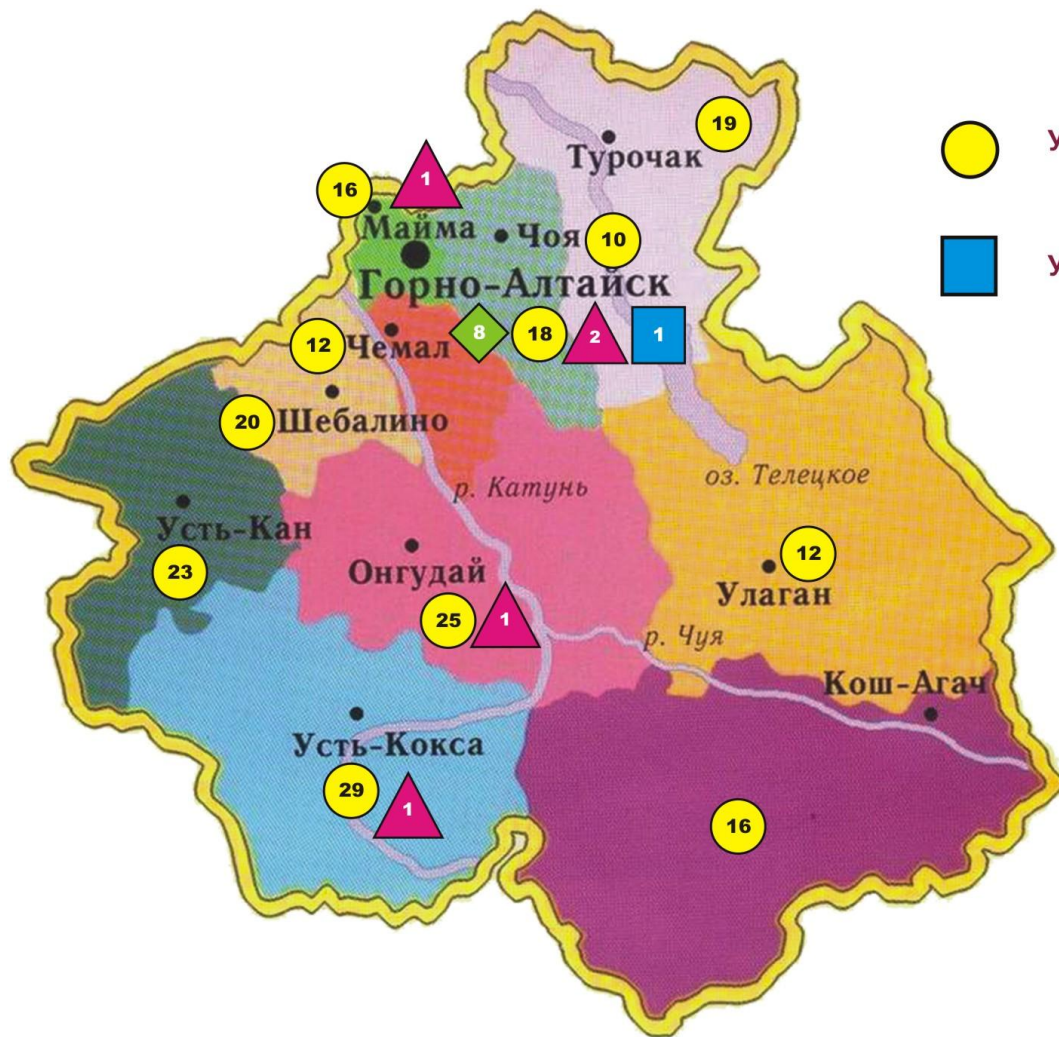 19
Турочак
У
16
1
Майма
Чоя
10
Горно-Алтайск
У
12
Чемал
8
18
2
1
20
Шебалино
р. Катунь
оз. Телецкое
Усть-Кан
23
Онгудай
12
Улаган
25
1
р. Чуя
Кош-Агач
Усть-Кокса
29
1
16